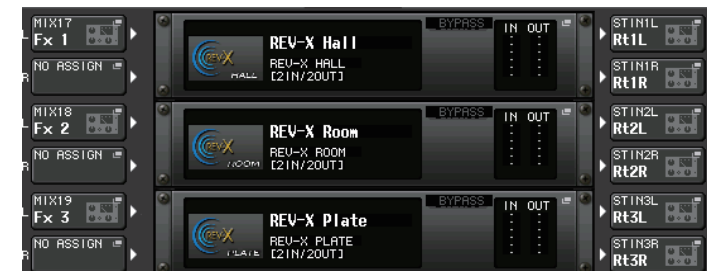 MIX17
Fx 1
NO ASSIGN
REV-X Hall
REV-X HALL
[2IN/2OUT]
REV-X
HALL
BYPASS
IN OUT
STIN1L
Rt1L
STIN1R
Rt1R
MIX18
Fx 2
NO ASSIGN
REV-X Room
REV-X ROOM
[2IN/2OUT]
REV-X
ROOM
BYPASS
IN OUT
STIN2L
Rt2L
STIN2R
Rt2R
MIX19
Fx 3
NO ASSIGN
REV-X Plate
REV-X PLATE
[2IN/2OUT]
REV-X
PLATE
BYPASS
IN OUT
STIN3L
Rt3L
STIN3R
Rt3R